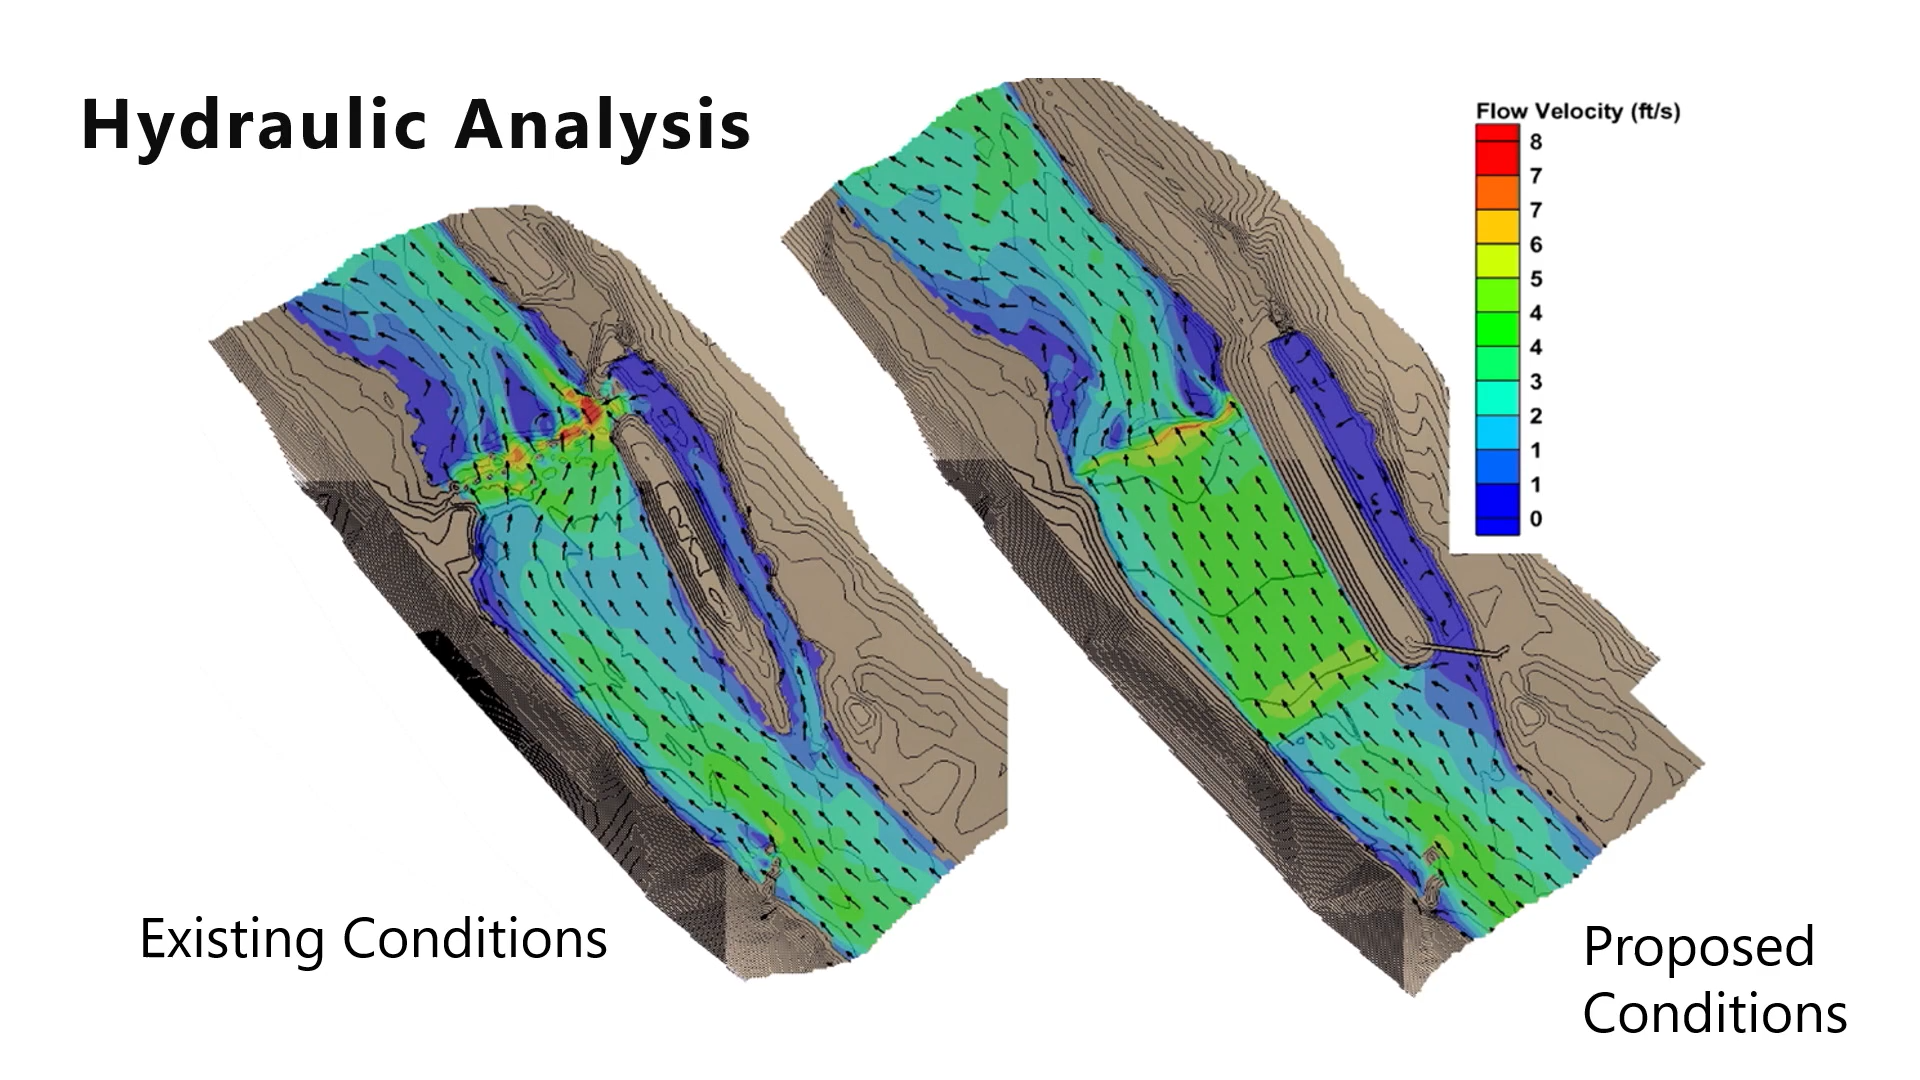 Hydraulic Analysis
Flow Velocity (ft/s)
8
7
7
6
5
4
4
3
2
1
1
0
Existing Conditions
Proposed
Conditions